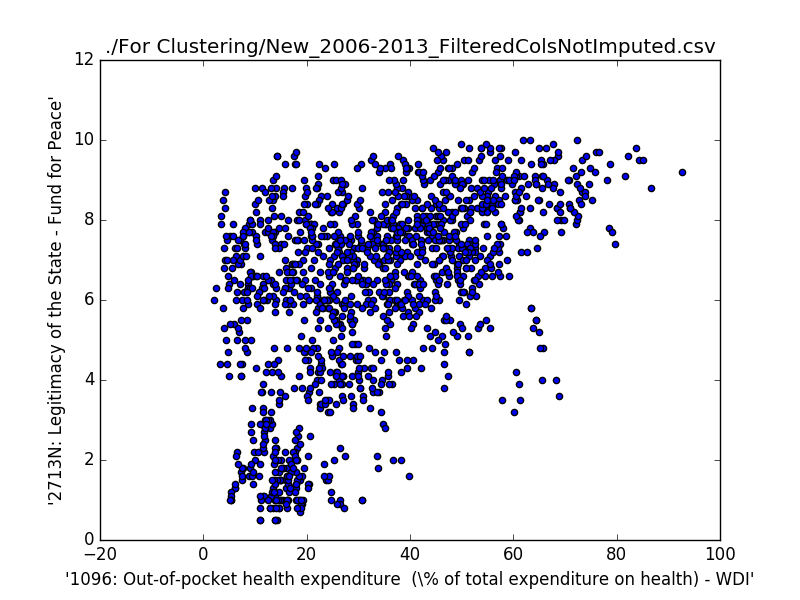 ./For Clustering/New_2006-2013_FilteredColsNotImputed.csv
'2713N: Legitimacy of the State - Fund for Peace'
12
10
8
6
4
2
0
−20 0 20 40 60 80 100
'1096: Out-of-pocket health expenditure  (\% of total expenditure on health) - WDI'